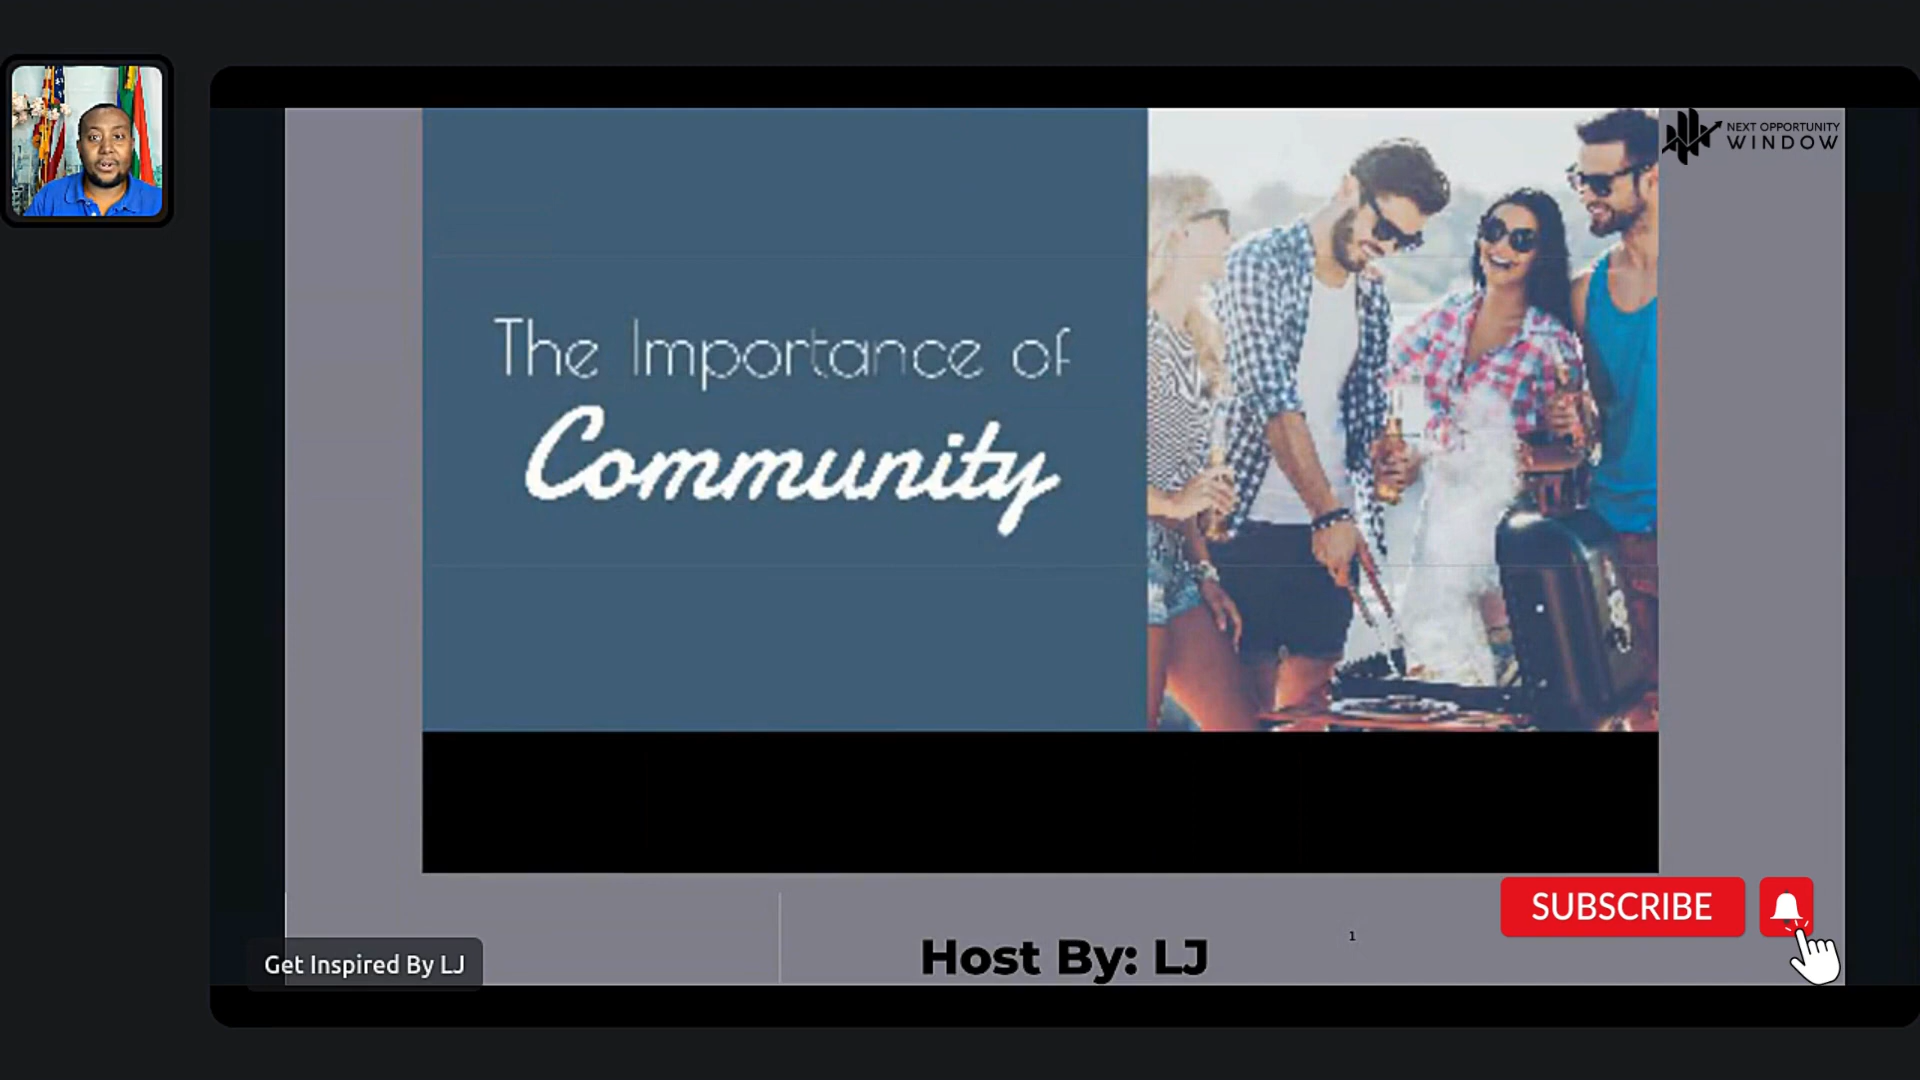 NEXT OPPORTUNITY
WINDOW
The Importance of
Community
SUBSCRIBE
1
Host By: LJ
Get Inspired By LJ